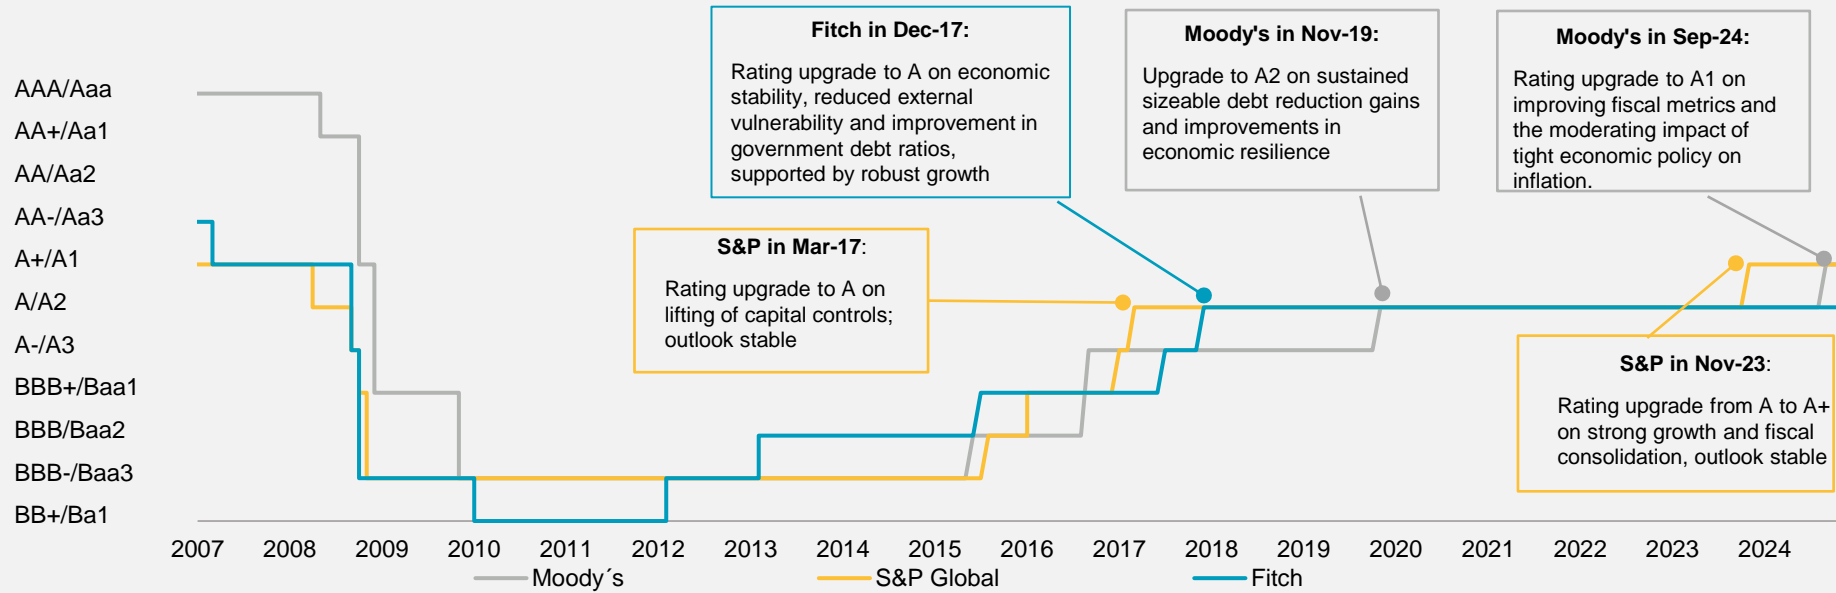 Fitch in Dec-17:
Rating upgrade to A on economic
stability, reduced external
vulnerability and improvement in
government debt ratios,
supported by robust growth
Moody's in Nov-19:
Upgrade to A2 on sustained
sizeable debt reduction gains
and improvements in
economic resilience
Moody's in Sep-24:
Rating upgrade to A1 on
improving fiscal metrics and
the moderating impact of
tight economic policy on
inflation.
S&P in Mar-17:
Rating upgrade to A on
lifting of capital controls;
outlook stable
S&P in Nov-23:
Rating upgrade from A to A+
on strong growth and fiscal
consolidation, outlook stable
AAA/Aaa
AA+/Aa1
AA/Aa2
AA-/Aa3
A+/A1
A/A2
A-/A3
BBB+/Baa1
BBB/Baa2
BBB-/Baa3
BB+/Ba1
2007 2008 2009 2010 2011 2012 2013 2014 2015 2016 2017 2018 2019 2020 2021 2022 2023 2024
Moody´s S&P Global Fitch